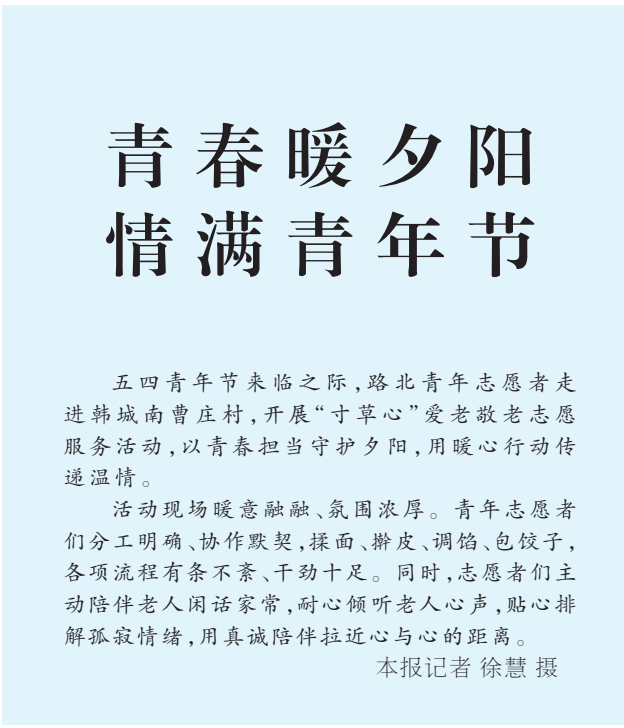 青春暖夕阳
情满青年节
五四青年节来临之际,路北青年志愿者走
进韩城南曹庄村,开展“寸草心”爱老敬老志愿
服务活动,以青春担当守护夕阳,用暖心行动传
递温情。
活动现场暖意融融、氛围浓厚。青年志愿者
们分工明确、协作默契,揉面、擀皮、调馅、包饺子,
各项流程有条不紊、干劲十足。同时,志愿者们主
动陪伴老人闲话家常,耐心倾听老人心声,贴心排
解孤寂情绪,用真诚陪伴拉近心与心的距离。
本报记者 徐慧 摄